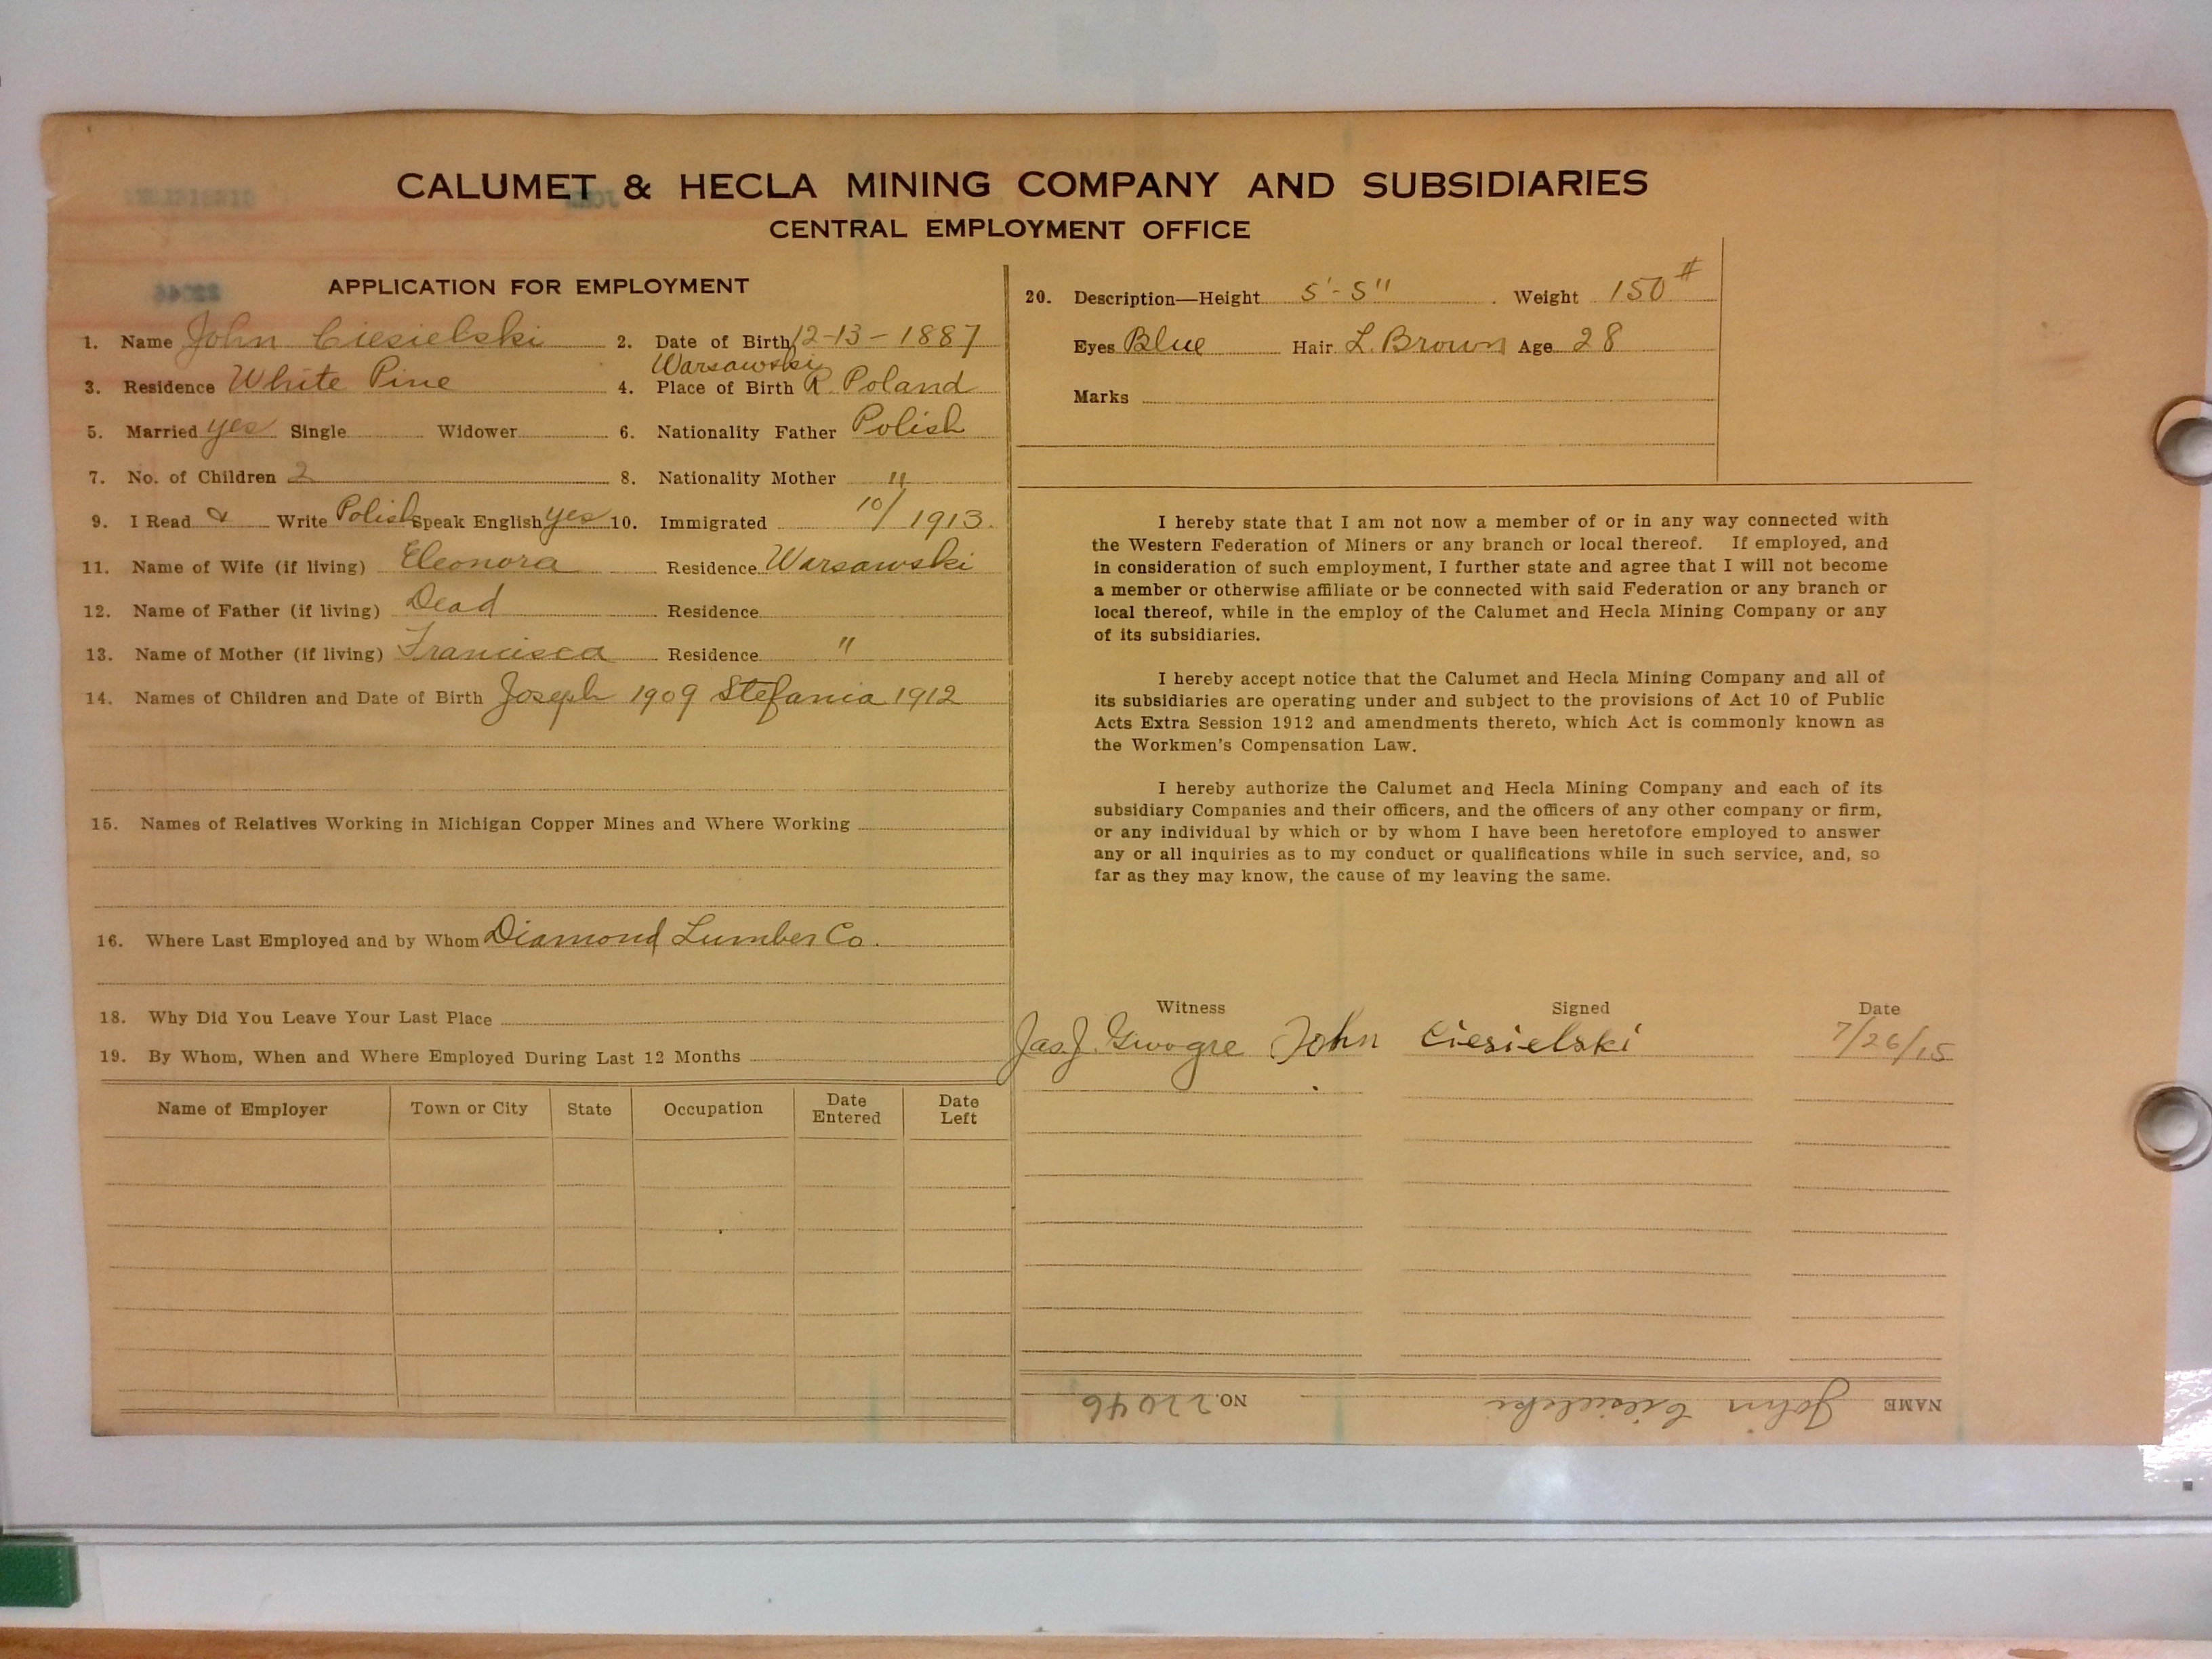 CALUMET & HECLA MINING COMPANY AND SUBSIDIARIES
CENTRAL EMPLOYMENT OFFICE
APPLICATION FOR EMPLOYMENT
1. Name John Ciesielski 2. Date of Birth 12-13-1887
Warsawski
3. Residence White Pine 4. Place of Birth R. Poland
5. Married yes Single Widower 6. Nationality Father Polish
7. No. of Children 2 8. Nationality Mother "
9. I Read & Write Polish Speak English yes 10. Immigrated 10/1913.
11. Name of Wife (if living) Eleonora Residence Warsawski
12. Name of Father (if living) Dead Residence
13. Name of Mother (if living) Francisca Residence "
14. Names of Children and Date of Birth Joseph 1909 Stefania 1912
15. Names of Relatives Working in Michigan Copper Mines and Where Working
16. Where Last Employed and by Whom Diamond Lumber Co.
18. Why Did You Leave Your Last Place
19. By Whom, When and Where Employed During Last 12 Months
Name of Employer Town or City State Occupation Date Entered Date Left
20. Description—Height 5'-5" Weight 150#
Eyes Blue Hair L. Brown Age 28
Marks
I hereby state that I am not now a member of or in any way connected with
the Western Federation of Miners or any branch or local thereof. If employed, and
in consideration of such employment, I further state and agree that I will not become
a member or otherwise affiliate or be connected with said Federation or any branch or
local thereof, while in the employ of the Calumet and Hecla Mining Company or any
of its subsidiaries.
I hereby accept notice that the Calumet and Hecla Mining Company and all of
its subsidiaries are operating under and subject to the provisions of Act 10 of Public
Acts Extra Session 1912 and amendments thereto, which Act is commonly known as
the Workmen's Compensation Law.
I hereby authorize the Calumet and Hecla Mining Company and each of its
subsidiary Companies and their officers, and the officers of any other company or firm,
or any individual by which or by whom I have been heretofore employed to answer
any or all inquiries as to my conduct or qualifications while in such service, and, so
far as they may know, the cause of my leaving the same.
Witness Signed Date
Jas. J. John Ciesielski 7/26/15
NAME John Ciesielski NO. 22046